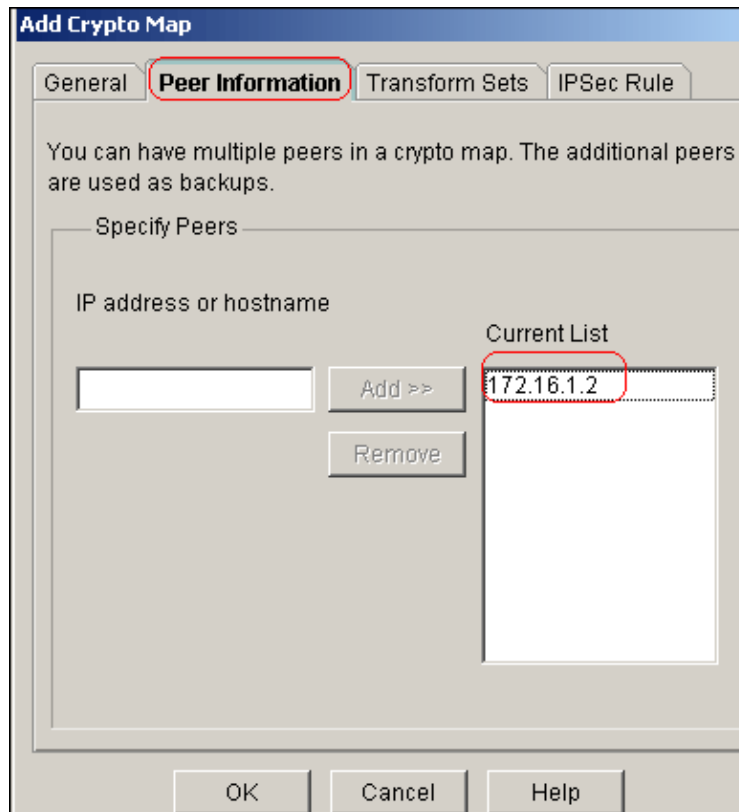 Add Crypto Map
General Peer Information Transform Sets IPSec Rule
You can have multiple peers in a crypto map. The additional peers
are used as backups.
Specify Peers
IP address or hostname
Current List
Add >>
172.16.1.2
Remove
OK Cancel Help